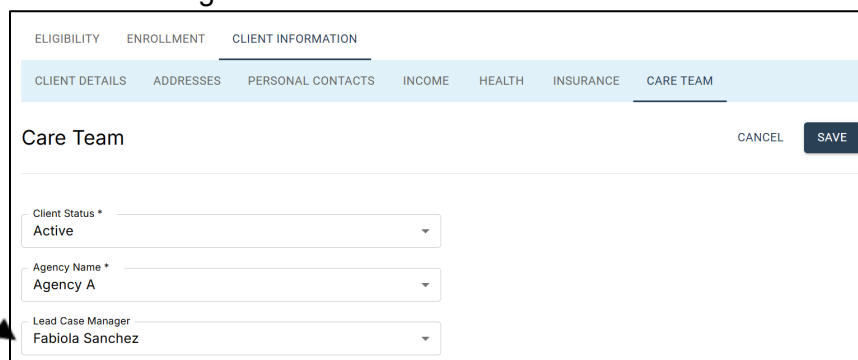 ELIGIBILITY ENROLLMENT CLIENT INFORMATION
CLIENT DETAILS ADDRESSES PERSONAL CONTACTS INCOME HEALTH INSURANCE CARE TEAM
Care Team CANCEL SAVE
Client Status *
Active
Agency Name *
Agency A
Lead Case Manager
Fabiola Sanchez